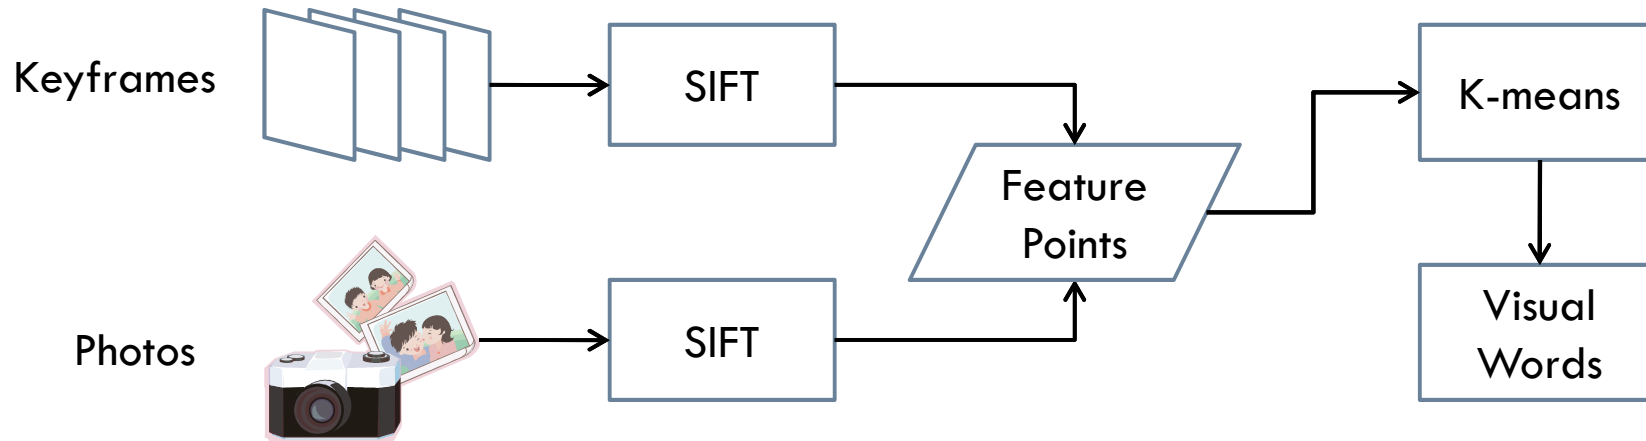 Keyframes
SIFT
K-means
Feature
Points
Photos
SIFT
Visual
Words